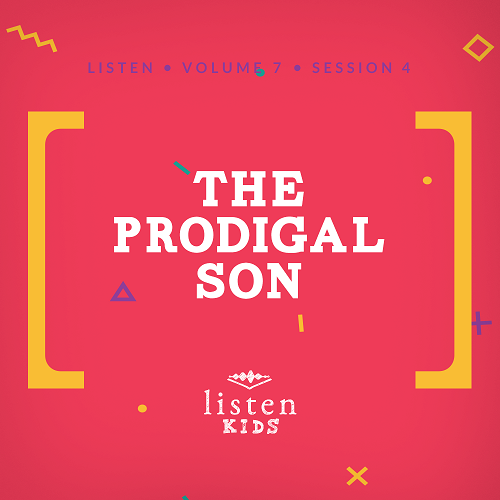 LISTEN • VOLUME 7 • SESSION 4
THE
PRODIGAL
SON
listen
KIDS